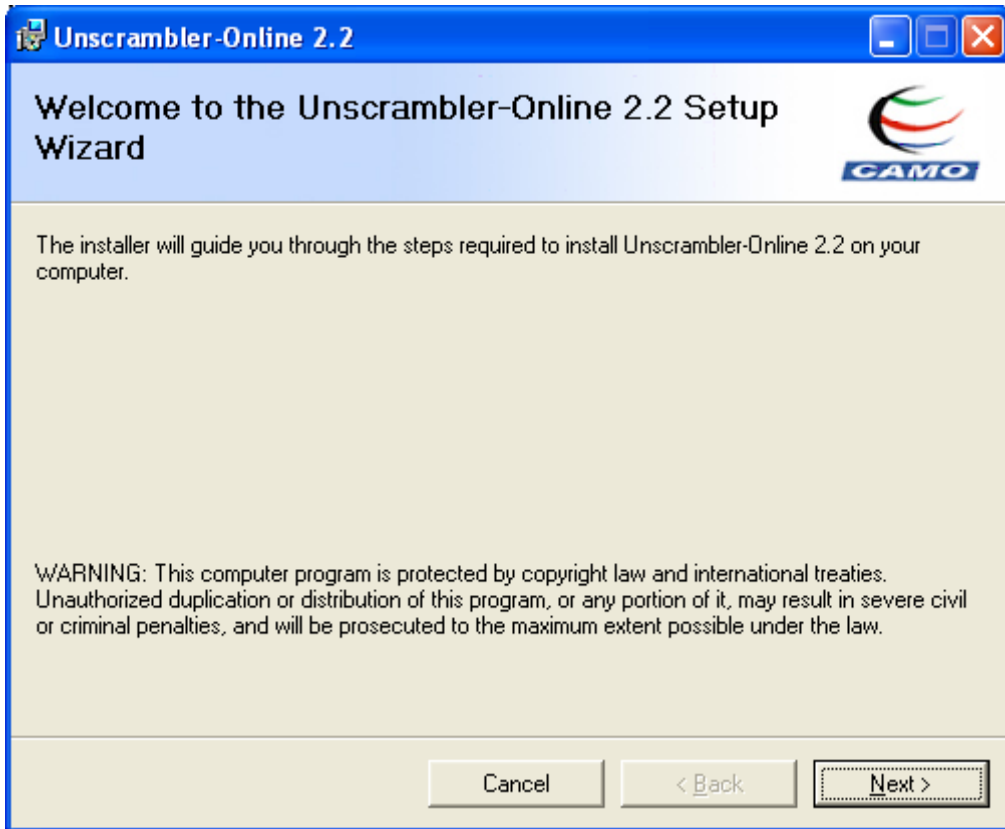 Unscrambler-Online 2.2
Welcome to the Unscrambler-Online 2.2 Setup
Wizard
CAMO
The installer will guide you through the steps required to install Unscrambler-Online 2.2 on your
computer.
WARNING: This computer program is protected by copyright law and international treaties.
Unauthorized duplication or distribution of this program, or any portion of it, may result in severe civil
or criminal penalties, and will be prosecuted to the maximum extent possible under the law.
Cancel < Back Next >